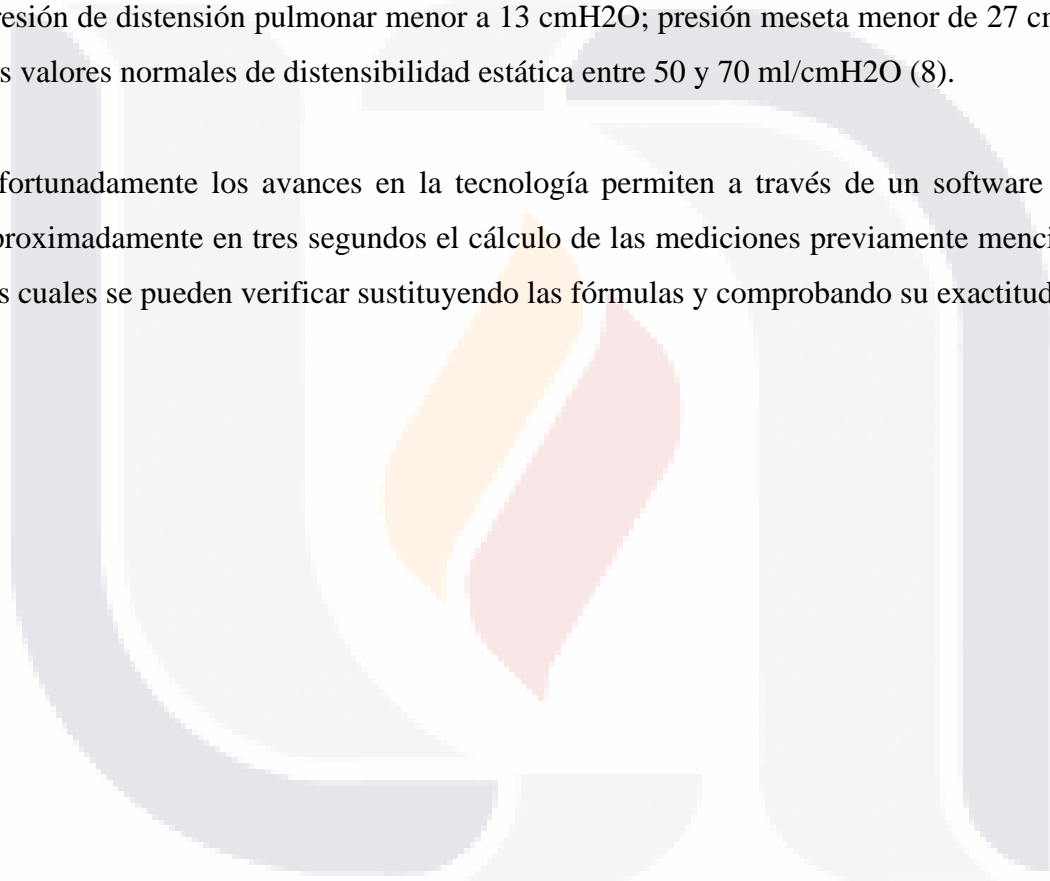 resión de distensión pulmonar menor a 13 cmH2O; presión meseta menor de 27 cm
s valores normales de distensibilidad estática entre 50 y 70 ml/cmH2O (8).
fortunadamente los avances en la tecnología permiten a través de un software
proximadamente en tres segundos el cálculo de las mediciones previamente menci
s cuales se pueden verificar sustituyendo las fórmulas y comprobando su exactitud